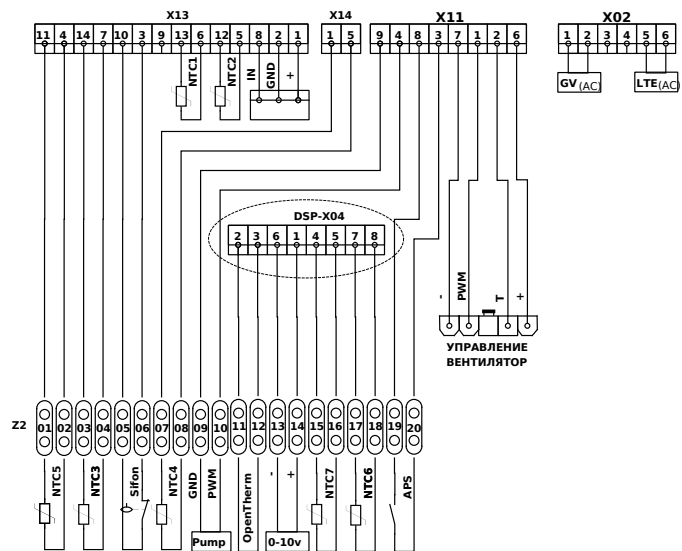 X13 X14 X11 X02
11 4 14 7 10 3 9 13 6 12 5 8 2 1
1 5
9 4 8 3 7 1 2 6
1 2 3 4 5 6
NTC1
NTC2
IN
GND
+
GV (AC)
LTE (AC)
DSP-X04
2 3 6 1 4 5 7 8
-
PWM
T
+
УПРАВЛЕНИЕ
ВЕНТИЛЯТОР
Z2
01 02 03 04 05 06 07 08 09 10 11 12 13 14 15 16 17 18 19 20
NTC5
NTC3
Sifon
NTC4
GND
PWM
OpenTherm
-
+
NTC7
NTC6
APS
Pump
0-10v